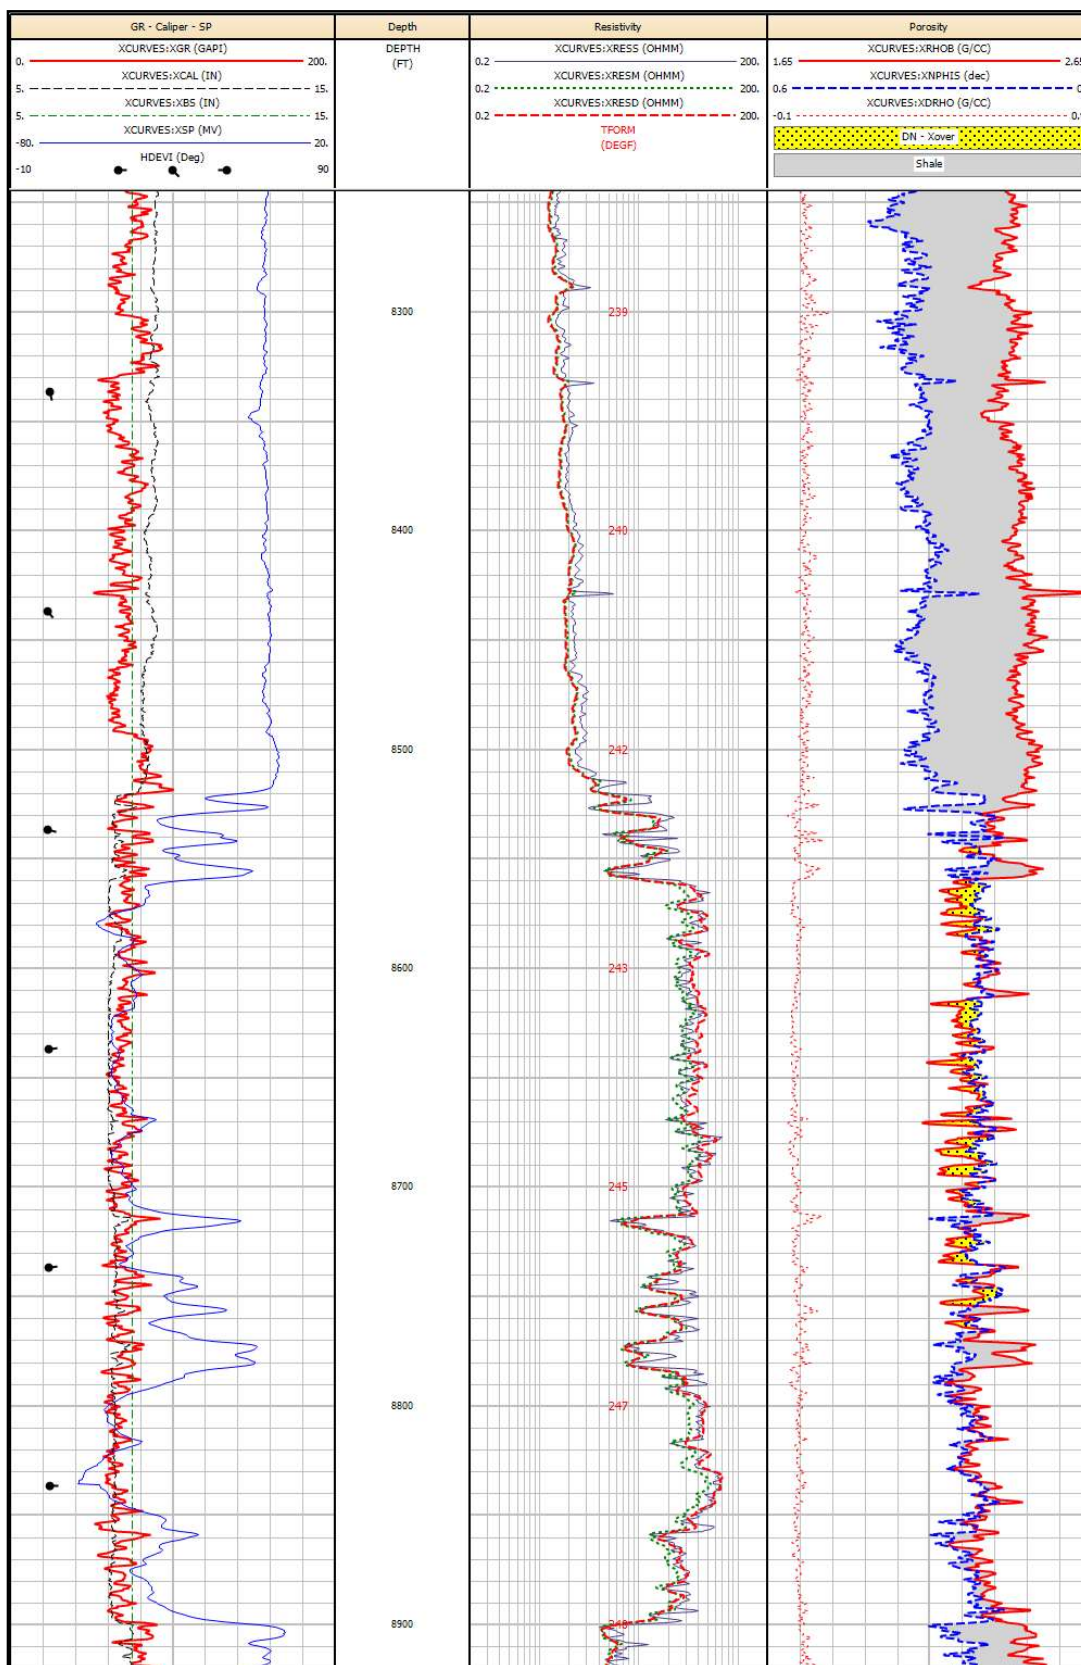 GR - Caliper - SP
Depth
Resistivity
Porosity
XCURVES:XGR (GAPI)
0. 200.
XCURVES:XCAL (IN)
5. 15.
XCURVES:XBS (IN)
5. 15.
XCURVES:XSP (MV)
-80. 20.
HDEVI (Deg)
-10 90
DEPTH
(FT)
XCURVES:XRESS (OHMM)
0.2 200.
XCURVES:XRESM (OHMM)
0.2 200.
XCURVES:XRESD (OHMM)
0.2 200.
TFORM
(DEGF)
XCURVES:XRHOB (G/CC)
1.65 2.65
XCURVES:XNPHIS (dec)
0.6 0
XCURVES:XDRHO (G/CC)
-0.1
DN - Xover
Shale
8300 239
8400 240
8500 242
8600 243
8700 245
8800 247
8900